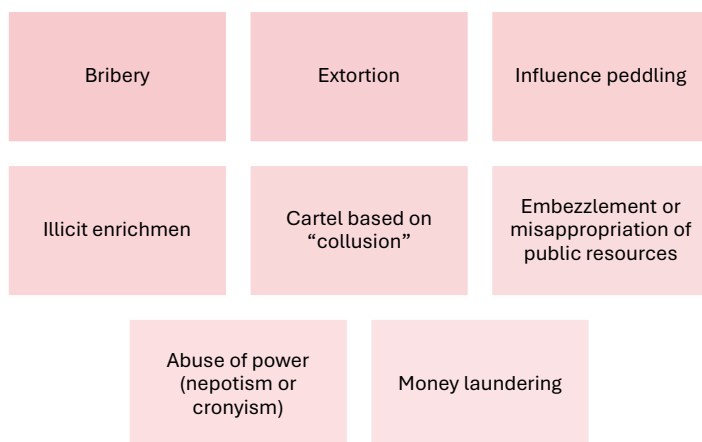 Bribery
Extortion
Influence peddling
Illicit enrichmen
Cartel based on
“collusion”
Embezzlement or
misappropriation of
public resources
Abuse of power
(nepotism or
cronyism)
Money laundering